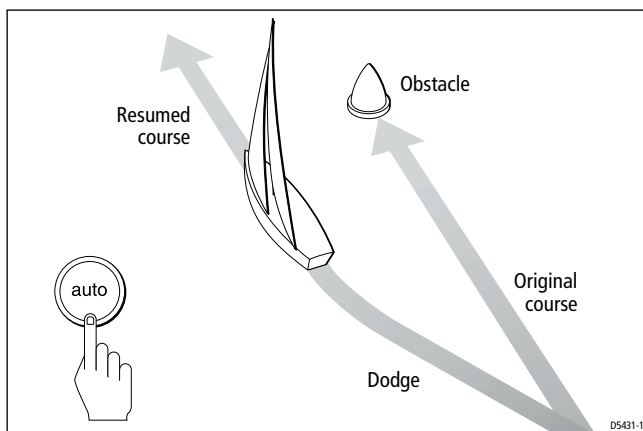 Obstacle
Resumed
course
auto
Original
course
Dodge
D5431-1